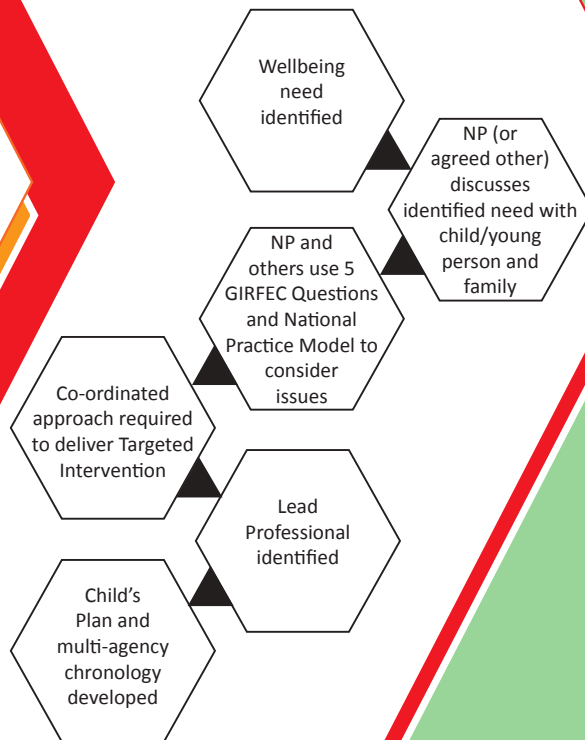 Wellbeing
need
identified
NP (or
agreed other)
discusses
identified need with
child/young
person and
family
NP and
others use 5
GIRFEC Questions
and National
Practice Model to
consider
issues
Co-ordinated
approach required
to deliver Targeted
Intervention
Lead
Professional
identified
Child’s
Plan and
multi-agency
chronology
developed